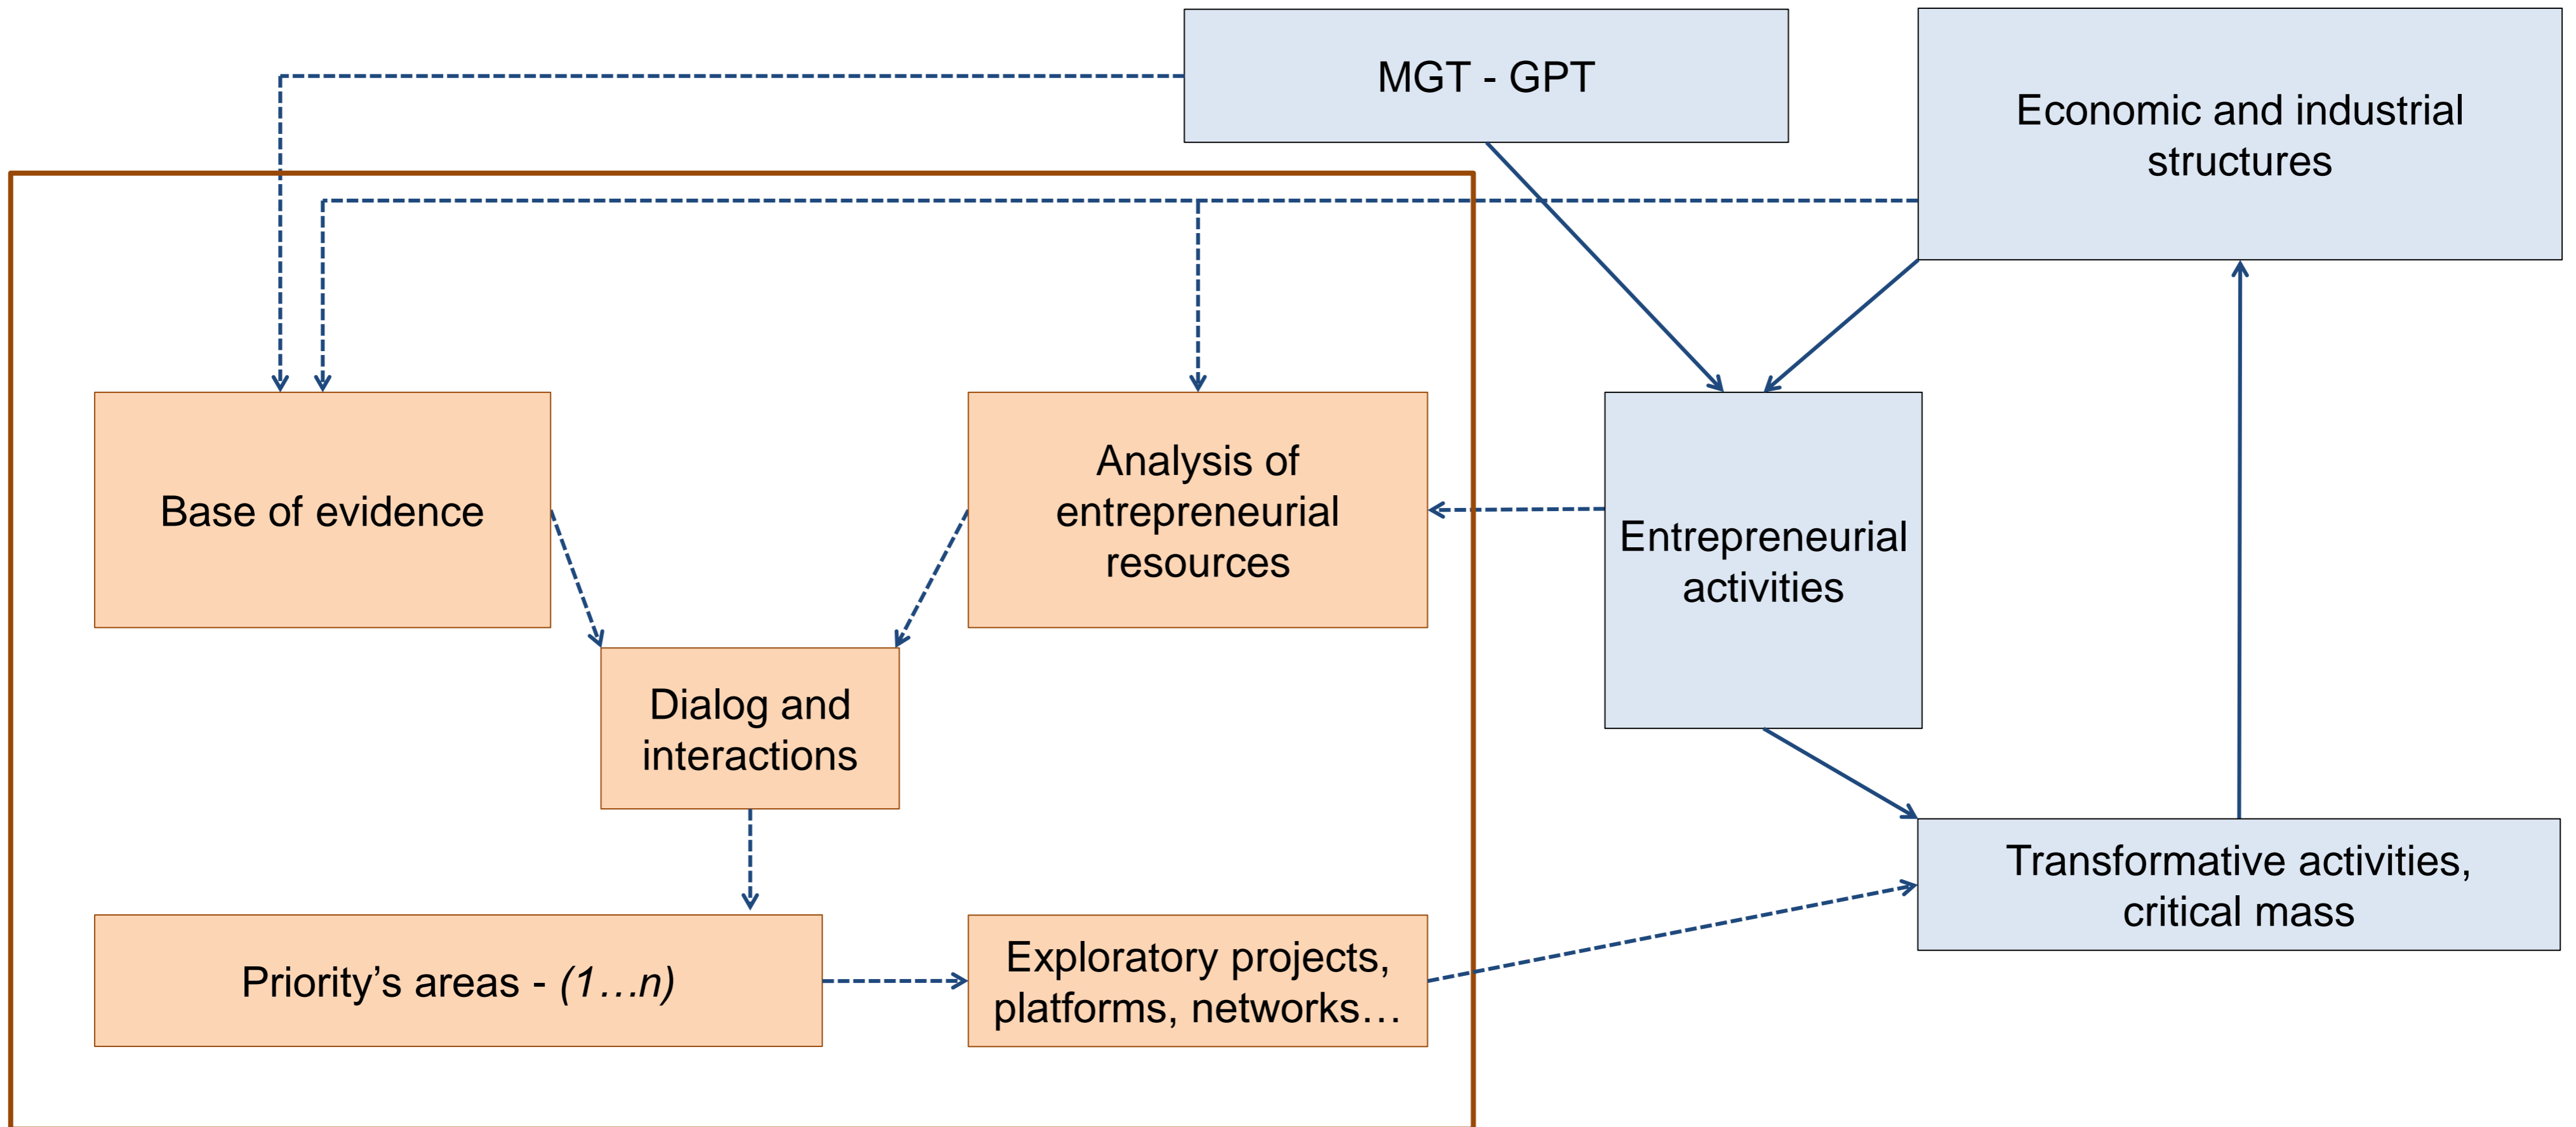 MGT - GPT
Economic and industrial
structures
Base of evidence
Analysis of
entrepreneurial
resources
Entrepreneurial
activities
Dialog and
interactions
Transformative activities,
critical mass
Priority’s areas - (1…n)
Exploratory projects,
platforms, networks…